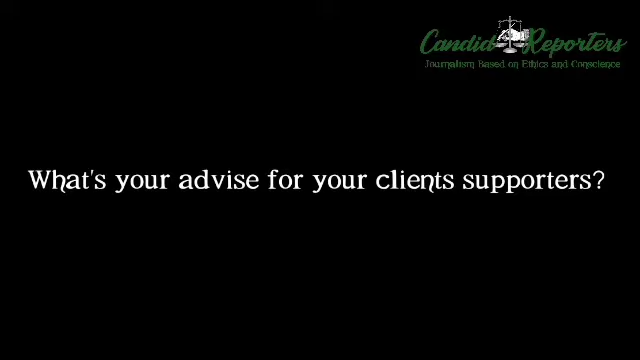 Candid Reporters
Journalism Based on Ethics and Conscience
What's your advise for your clients supporters?